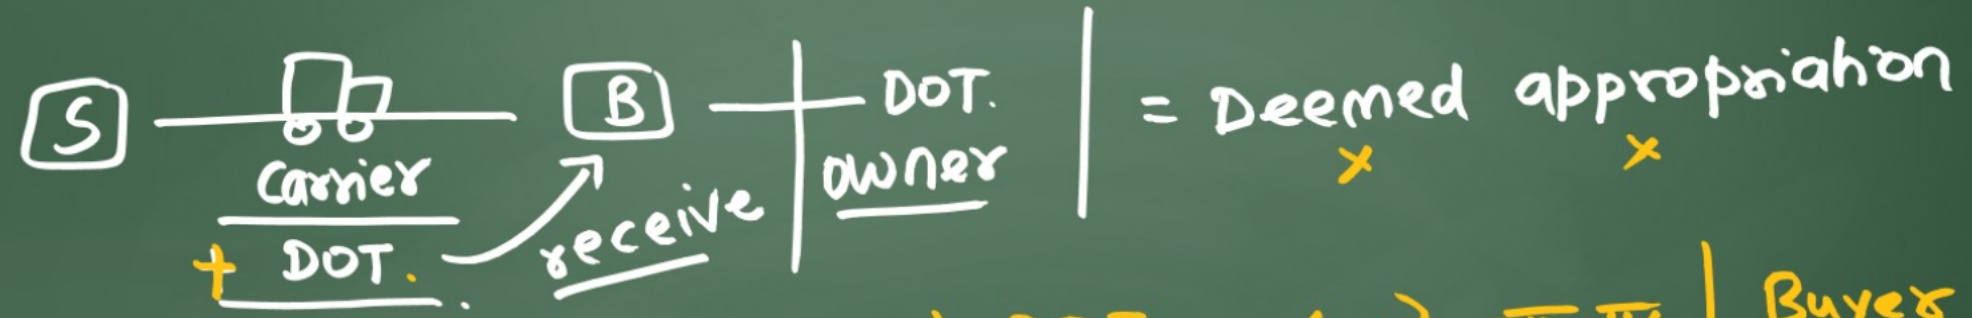 S B DOT. = Deemed appropriation
x x
Carrier owner
+ DOT. receive
Buyer